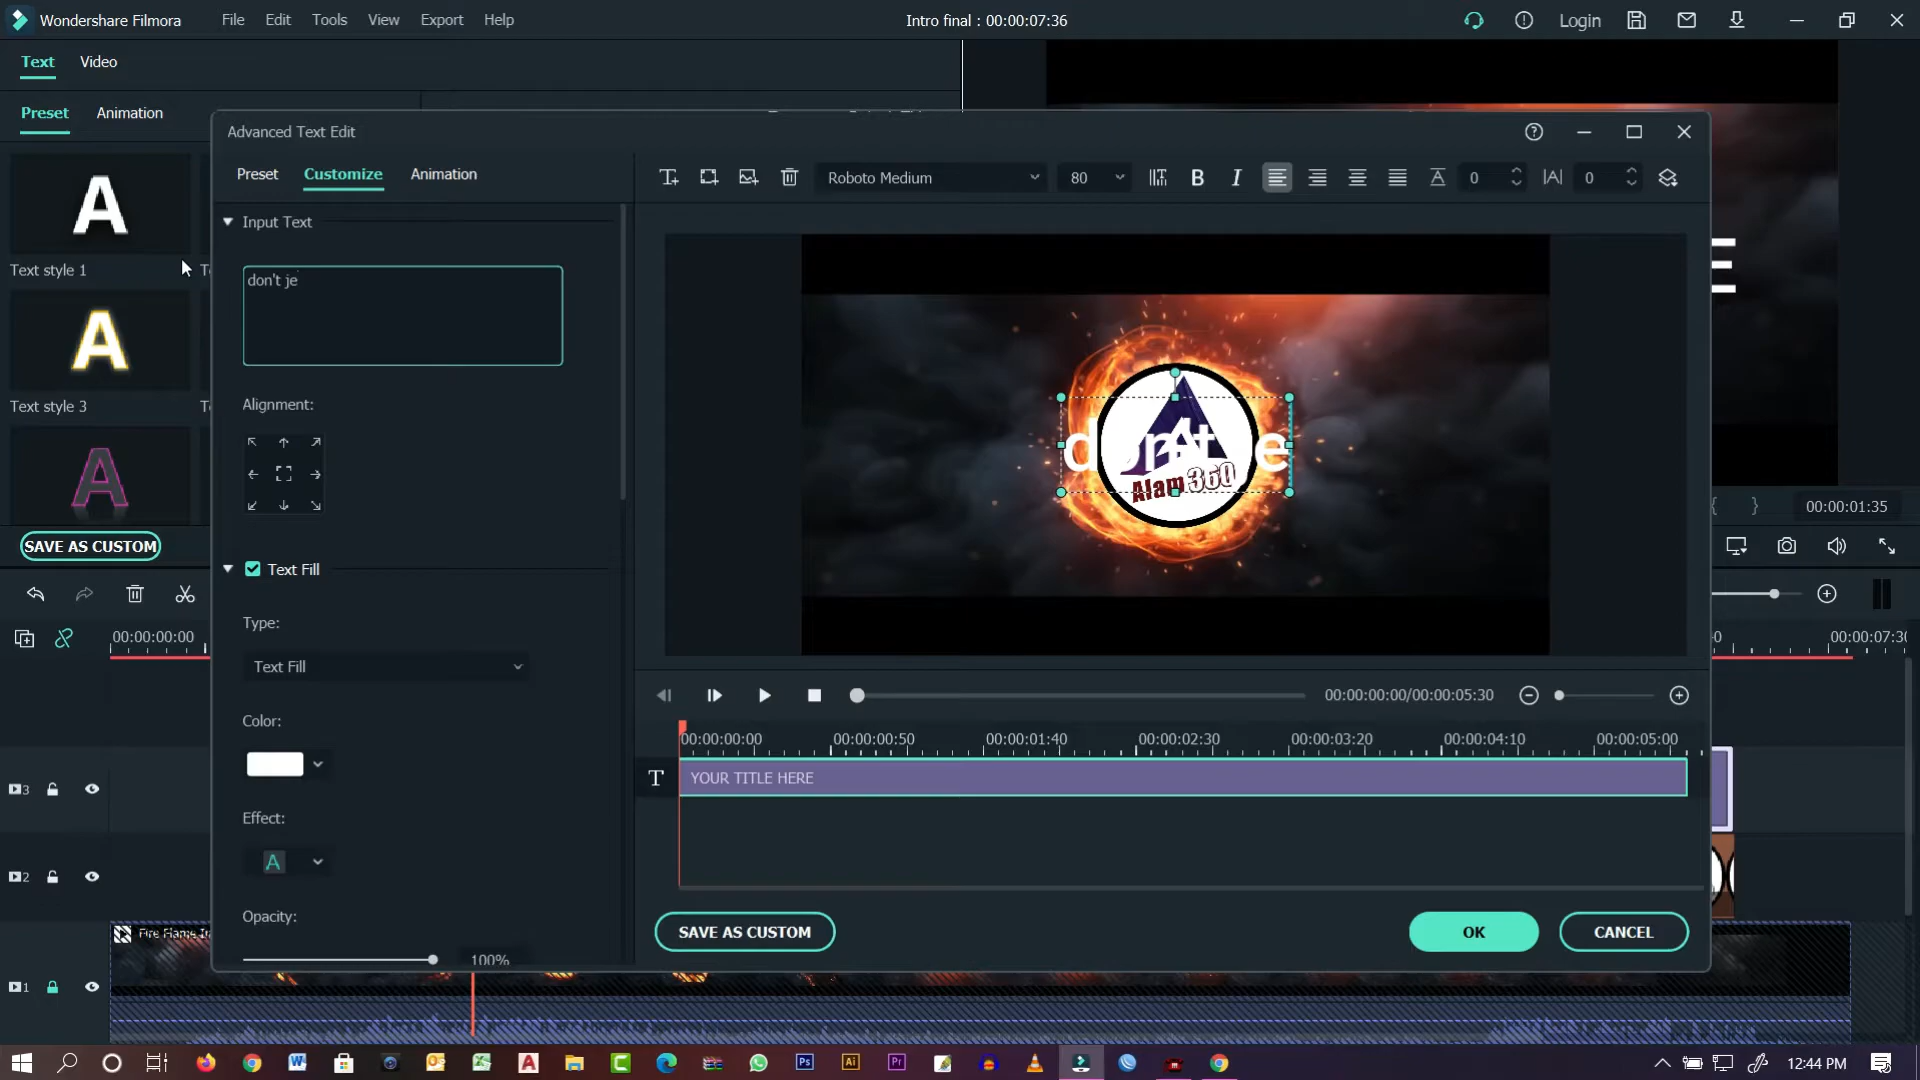 Wondershare Filmora File Edit Tools View Export Help Intro final : 00:00:07:36 Login
Text Video
Preset Animation
Text style 1
Text style 3
SAVE AS CUSTOM
Advanced Text Edit
Preset Customize Animation
Roboto Medium 80 B I 0 0
Input Text
don't je
Alignment:
Text Fill
Type:
Text Fill
Color:
Effect:
A
Opacity:
100%
Alam 360
E
00:00:01:35
00:00:00:00/00:00:05:30
00:00:00:00 00:00:00:50 00:00:01:40 00:00:02:30 00:00:03:20 00:00:04:10 00:00:05:00
T YOUR TITLE HERE
SAVE AS CUSTOM OK CANCEL
00:00:00:00
00:00:07:30
3
2
1
12:44 PM